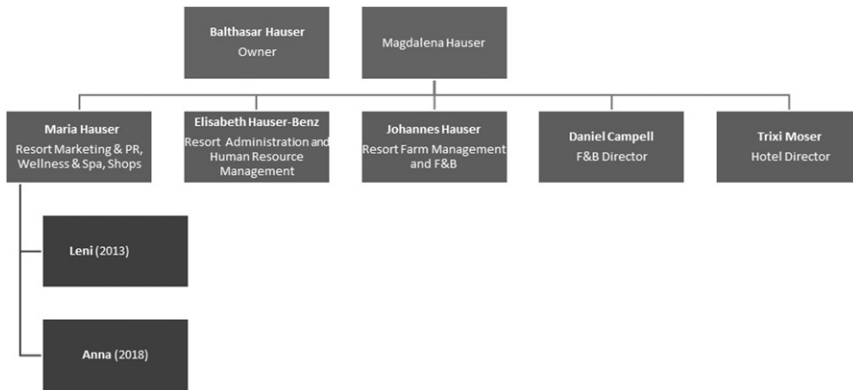 Balthasar Hauser
Owner
Magdalena Hauser
Maria Hauser
Resort Marketing & PR,
Wellness & Spa, Shops
Elisabeth Hauser-Benz
Resort Administration and
Human Resource
Management
Johannes Hauser
Resort Farm Management
and F&B
Daniel Campell
F&B Director
Trixi Moser
Hotel Director
Leni (2013)
Anna (2018)